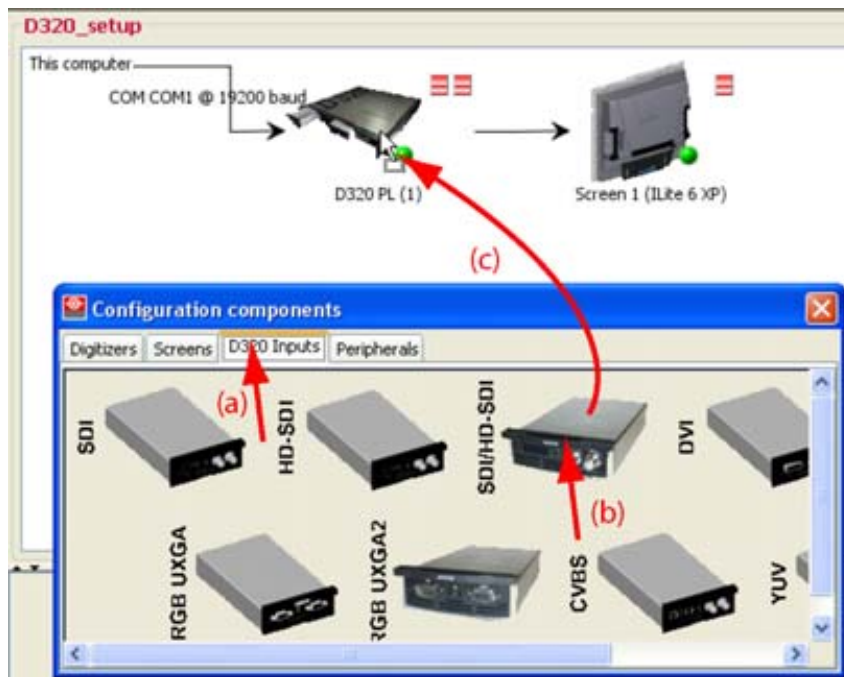 D320_setup
This computer
COM COM1 @ 19200 baud
D320 PL (1)
Screen 1 (ILite 6 XP)
(c)
Configuration components
Digitizers Screens D320 Inputs Peripherals
(a)
SDI
HD-SDI
SDI/HD-SDI
DVI
(b)
RGB UXGA
RGB UXGA2
CVBS
YUV